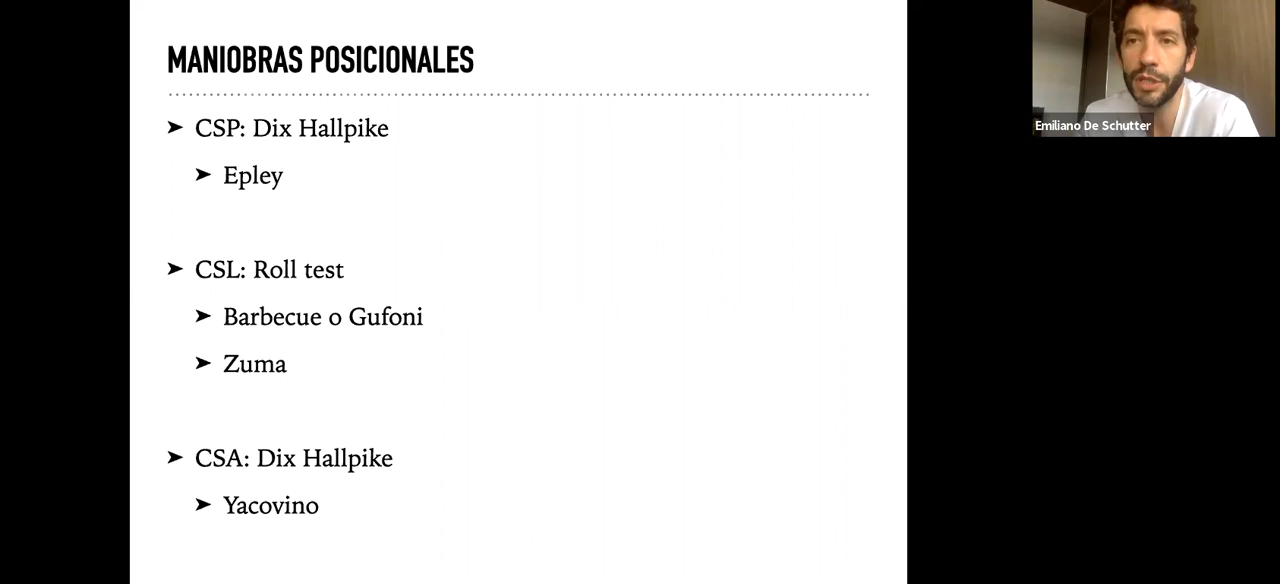 MANIOBRAS POSICIONALES
➤ CSP: Dix Hallpike
➤ Epley
➤ CSL: Roll test
➤ Barbecue o Gufoni
➤ Zuma
➤ CSA: Dix Hallpike
➤ Yacovino
Emiliano De Schutter